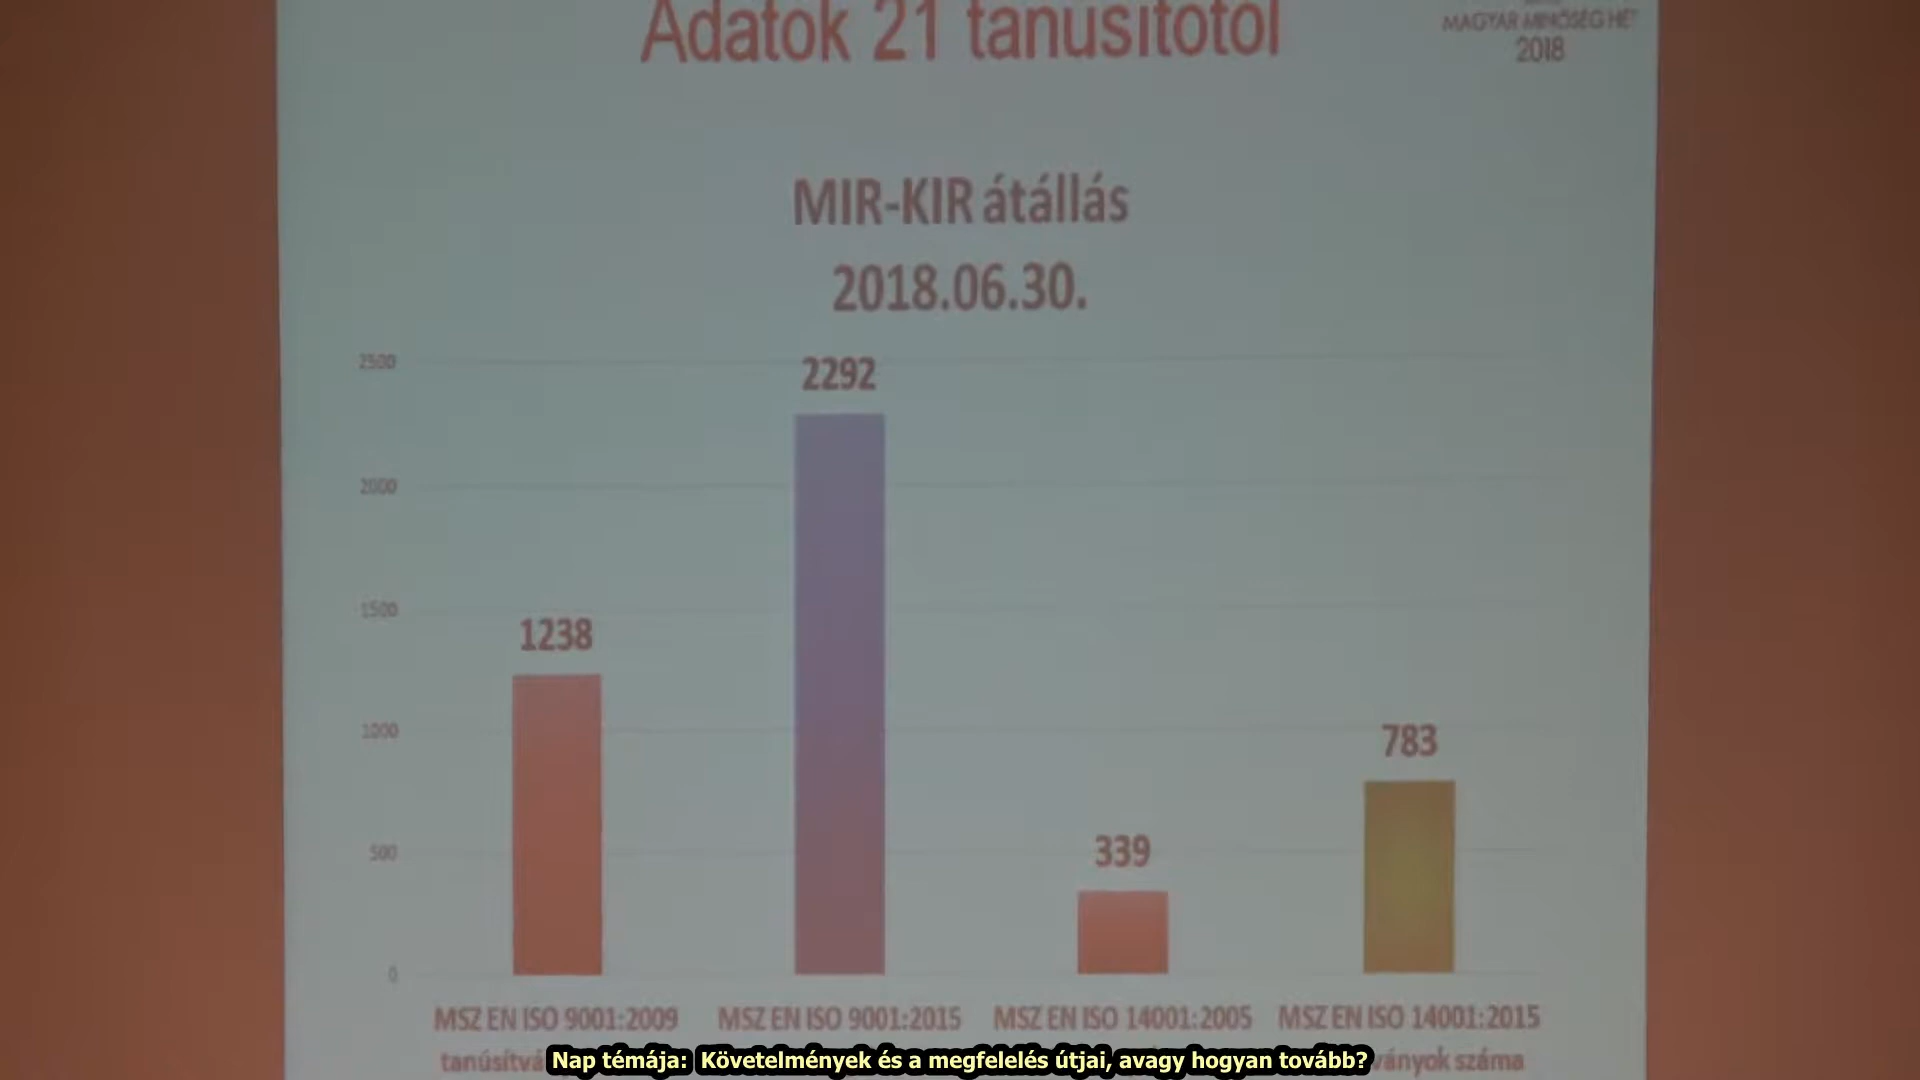 Adatok 21 tanúsítótól
MAGYAR MINŐSÉG HÉT
2018
MIR-KIR átállás
2018.06.30.
2500
2000
1500
1000
500
0
1238
2292
339
783
MSZ EN ISO 9001:2009
MSZ EN ISO 9001:2015
MSZ EN ISO 14001:2005
MSZ EN ISO 14001:2015
száma
Nap témája: Követelmények és a megfelelés útjai, avagy hogyan tovább?